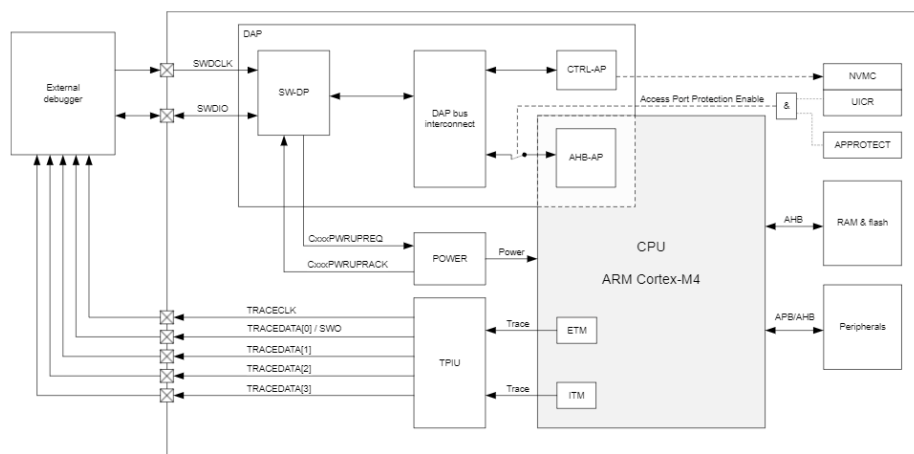 DAP
External
debugger
SWDCLK
SWDIO
SW-DP
DAP bus
interconnect
CTRL-AP
AHB-AP
Access Port Protection Enable
&
NVMC
UICR
APPROTECT
CxxxPWRUPREQ
CxxxPWRUPRACK
POWER
Power
CPU
ARM Cortex-M4
AHB
RAM & flash
APB/AHB
Peripherals
TRACECLK
TRACEDATA[0] / SWO
TRACEDATA[1]
TRACEDATA[2]
TRACEDATA[3]
TPIU
Trace
ETM
Trace
ITM